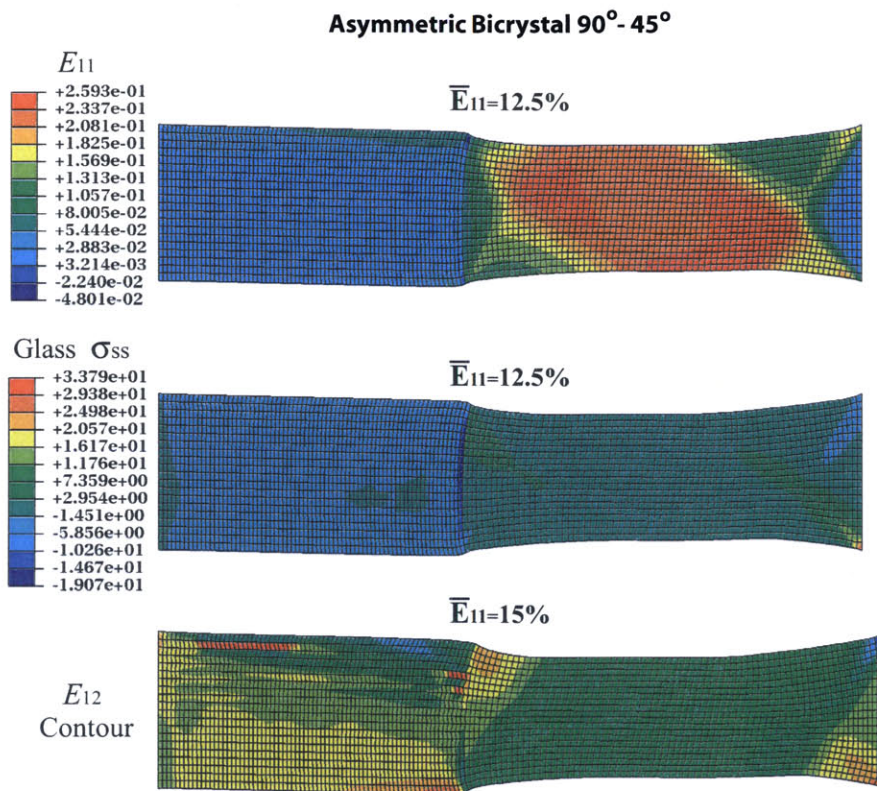 Asymmetric Bicrystal 90°- 45°
E11
+2.593e-01
+2.337e-01
+2.081e-01
+1.825e-01
+1.569e-01
+1.313e-01
+1.057e-01
+8.005e-02
+5.444e-02
+2.883e-02
+3.214e-03
-2.240e-02
-4.801e-02
E̅11=12.5%
Glass σss
+3.379e+01
+2.938e+01
+2.498e+01
+2.057e+01
+1.617e+01
+1.176e+01
+7.359e+00
+2.954e+00
-1.451e+00
-5.856e+00
-1.026e+01
-1.467e+01
-1.907e+01
E̅11=12.5%
E̅11=15%
E12
Contour